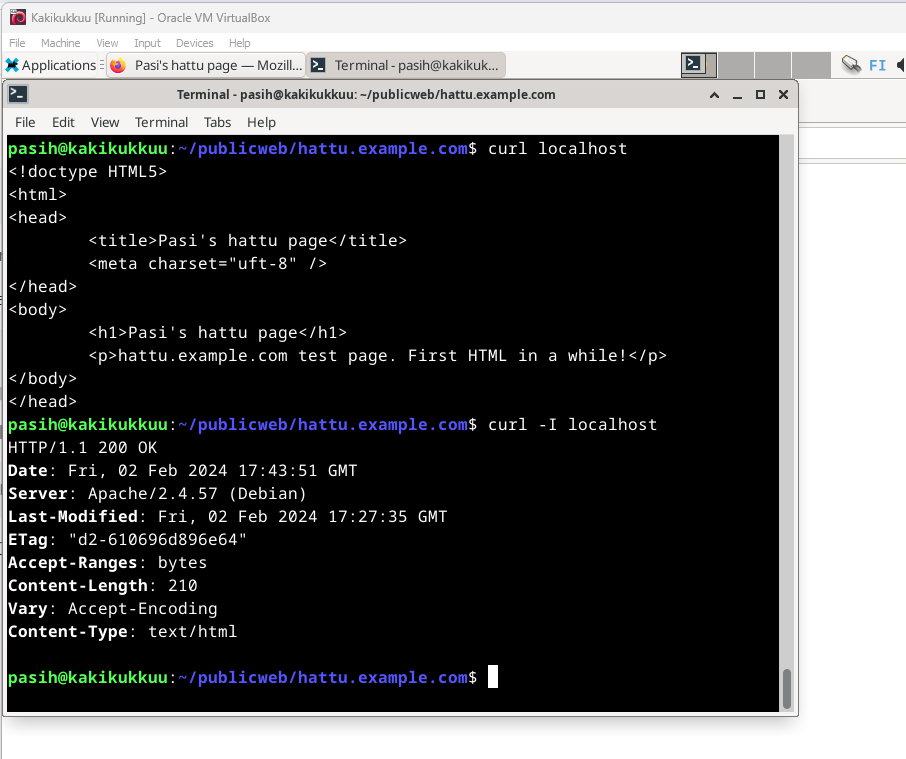 Kakikukkuu [Running] - Oracle VM VirtualBox
File Machine View Input Devices Help
Applications Pasi's hattu page — Mozill... Terminal - pasih@kakikuk... FI
Terminal - pasih@kakikukkuu: ~/publicweb/hattu.example.com
File Edit View Terminal Tabs Help
pasih@kakikukkuu:~/publicweb/hattu.example.com$ curl localhost
<!doctype HTML5>
<html>
<head>
        <title>Pasi's hattu page</title>
        <meta charset="uft-8" />
</head>
<body>
        <h1>Pasi's hattu page</h1>
        <p>hattu.example.com test page. First HTML in a while!</p>
</body>
</head>
pasih@kakikukkuu:~/publicweb/hattu.example.com$ curl -I localhost
HTTP/1.1 200 OK
Date: Fri, 02 Feb 2024 17:43:51 GMT
Server: Apache/2.4.57 (Debian)
Last-Modified: Fri, 02 Feb 2024 17:27:35 GMT
ETag: "d2-610696d896e64"
Accept-Ranges: bytes
Content-Length: 210
Vary: Accept-Encoding
Content-Type: text/html
pasih@kakikukkuu:~/publicweb/hattu.example.com$